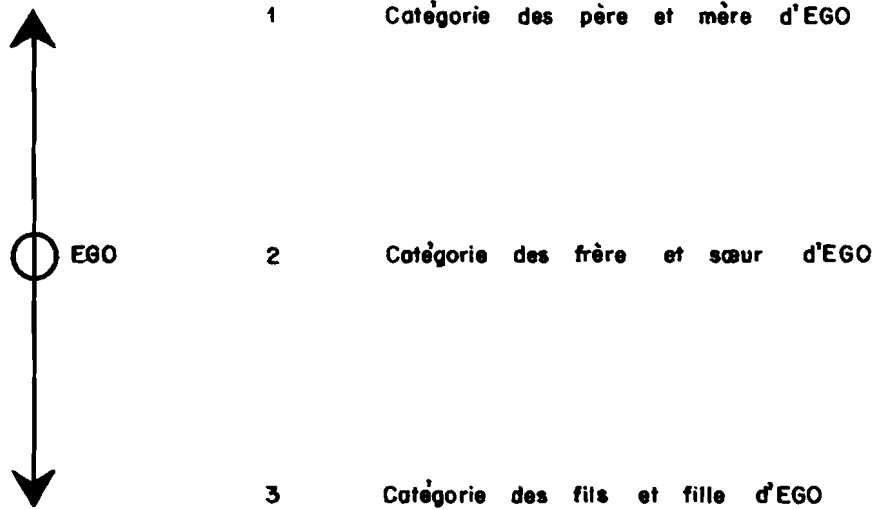 1 Catégorie des père et mère d'EGO
EGO 2 Catégorie des frère et sœur d'EGO
3 Catégorie des fils et fille d'EGO